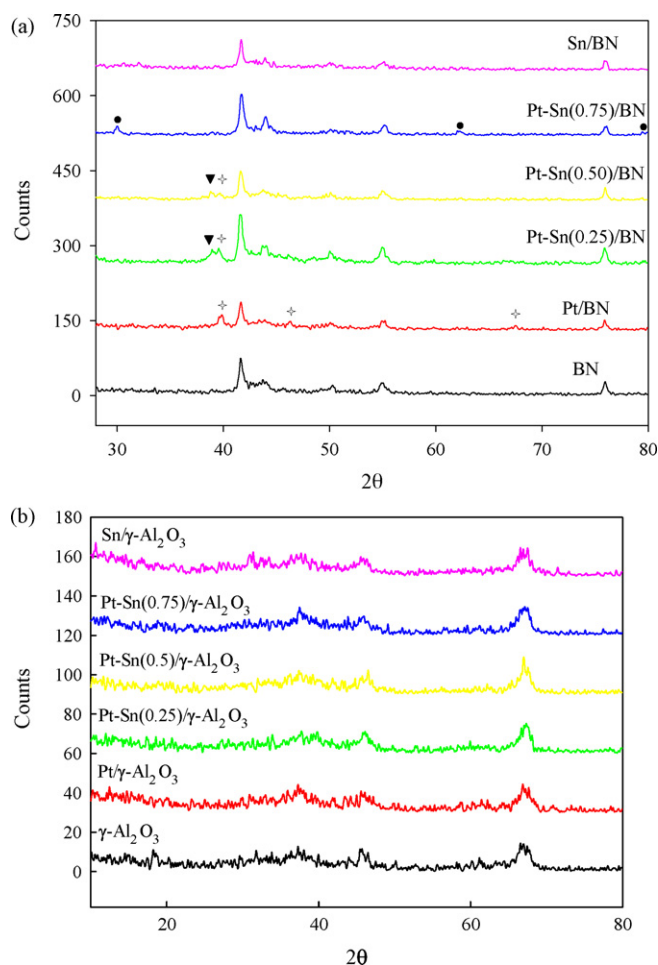 (a)
750
600
450
300
150
0
Counts
Sn/BN
Pt-Sn(0.75)/BN
Pt-Sn(0.50)/BN
Pt-Sn(0.25)/BN
Pt/BN
BN
30 40 50 60 70 80
2θ
(b)
180
160
140
120
100
80
60
40
20
0
Counts
Sn/γ-Al₂O₃
Pt-Sn(0.75)/γ-Al₂O₃
Pt-Sn(0.5)/γ-Al₂O₃
Pt-Sn(0.25)/γ-Al₂O₃
Pt/γ-Al₂O₃
γ-Al₂O₃
20 40 60 80
2θ